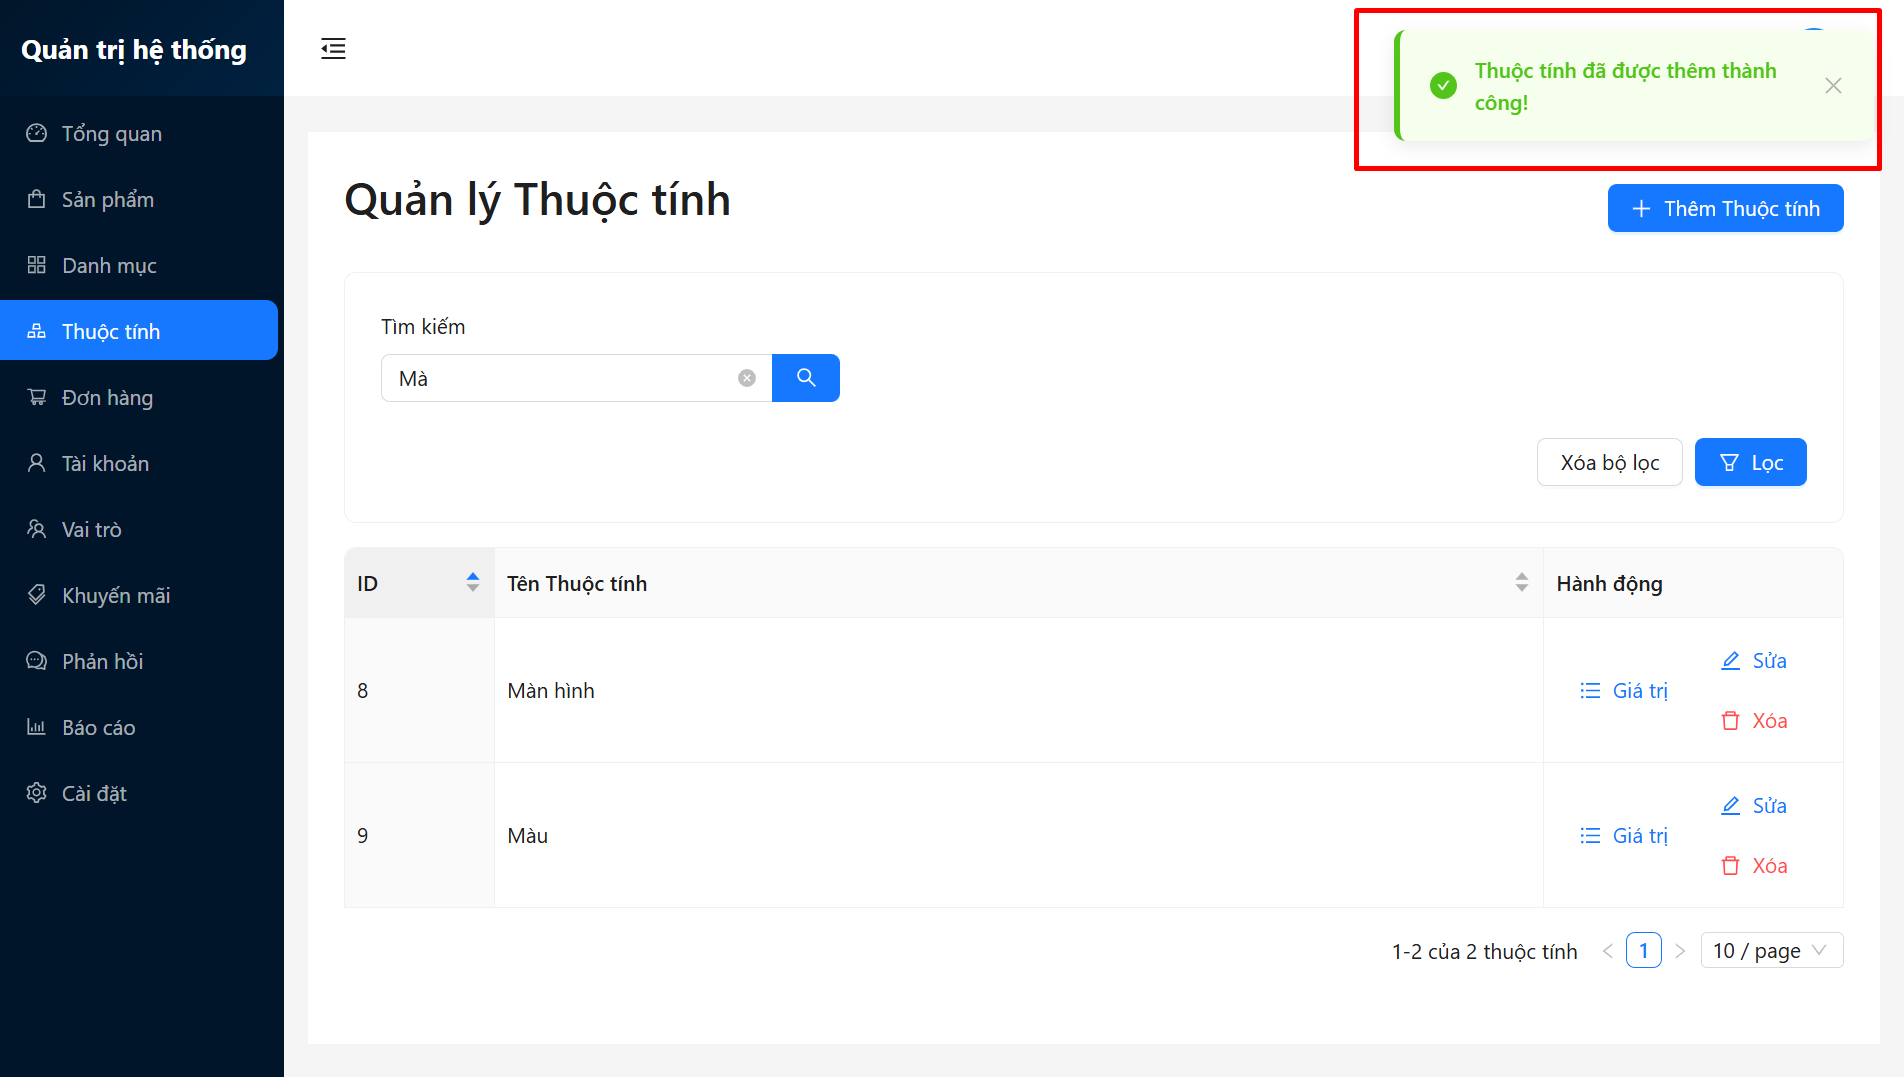 Quản trị hệ thống
Tổng quan
Sản phẩm
Danh mục
Thuộc tính
Đơn hàng
Tài khoản
Vai trò
Khuyến mãi
Phản hồi
Báo cáo
Cài đặt
Thuộc tính đã được thêm thành
công!
Quản lý Thuộc tính
Thêm Thuộc tính
Tìm kiếm
Mà
Xóa bộ lọc
Lọc
ID
Tên Thuộc tính
Hành động
8
Màn hình
Giá trị
Sửa
Xóa
9
Màu
Giá trị
Sửa
Xóa
1-2 của 2 thuộc tính
1
10 / page